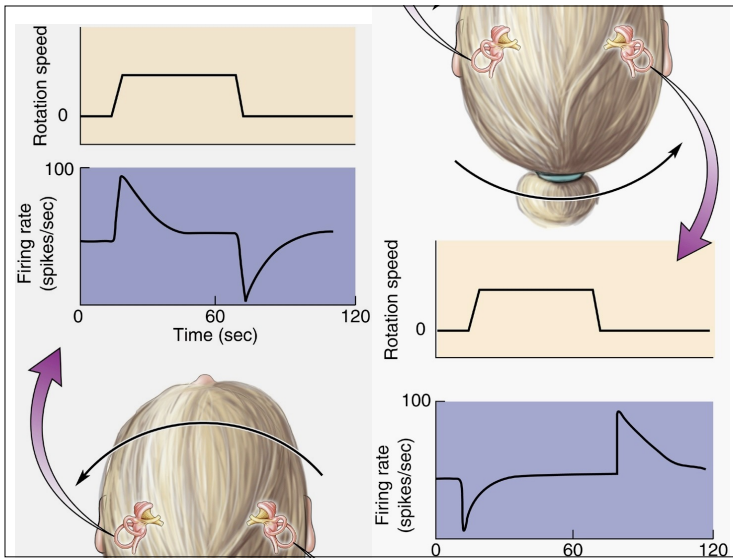 Rotation speed
0
100
Firing rate
(spikes/sec)
0
60
120
Time (sec)
Rotation speed
0
100
Firing rate
(spikes/sec)
0
60
120